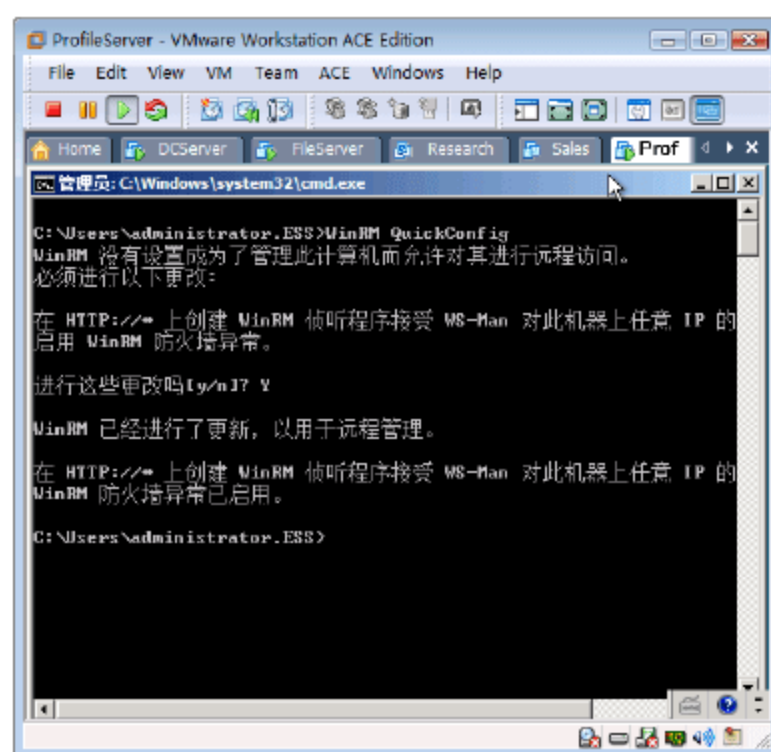 ProfileServer - VMware Workstation ACE Edition
File Edit View VM Team ACE Windows Help
Home DCServer FileServer Research Sales Prof
管理员: C:\Windows\system32\cmd.exe
C:\Users\administrator.ESS>WinRM QuickConfig
WinRM 没有设置成为了管理此计算机而允许对其进行远程访问。
必须进行以下更改:
在 HTTP://* 上创建 WinRM 侦听程序接受 WS-Man 对此机器上任意 IP 的
启用 WinRM 防火墙异常。
进行这些更改吗[y/n]? Y
WinRM 已经进行了更新，以用于远程管理。
在 HTTP://* 上创建 WinRM 侦听程序接受 WS-Man 对此机器上任意 IP 的
WinRM 防火墙异常已启用。
C:\Users\administrator.ESS>